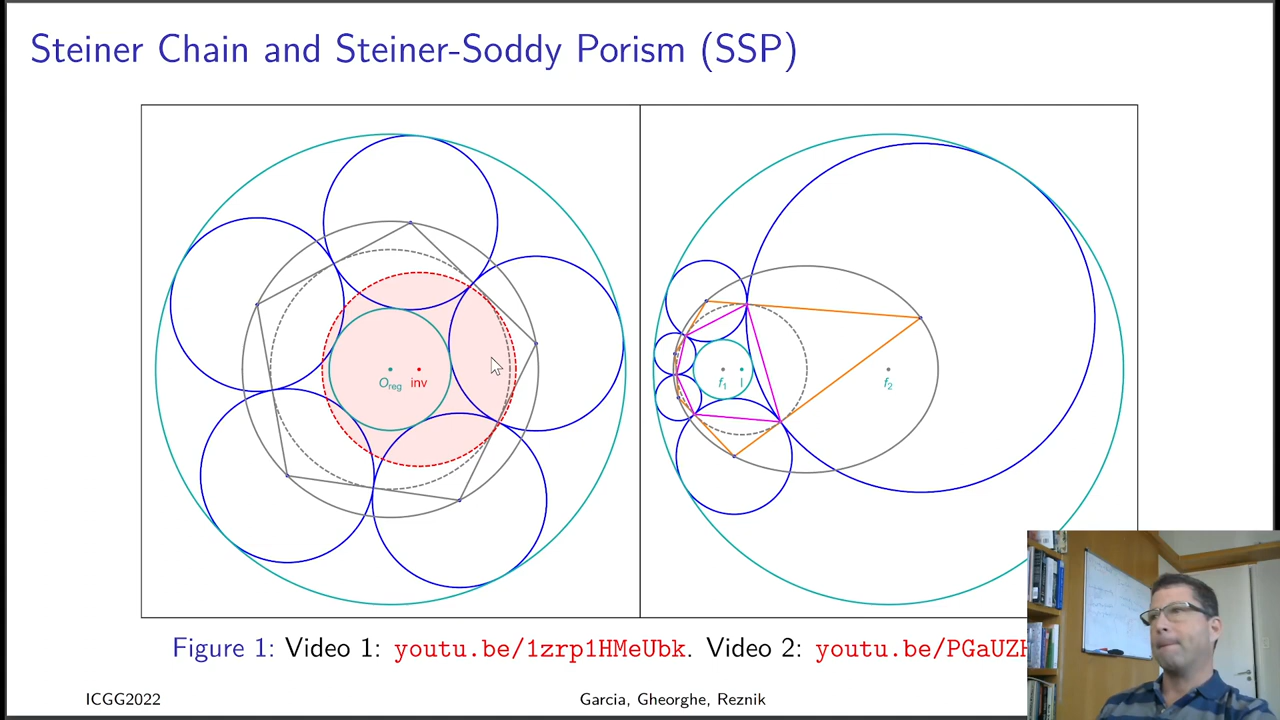 Steiner Chain and Steiner-Soddy Porism (SSP)
O_reg inv
f_1 I f_2
Figure 1: Video 1: youtu.be/1zrp1HMeUbk. Video 2: youtu.be/PGaUZH
ICGG2022 Garcia, Gheorghe, Reznik